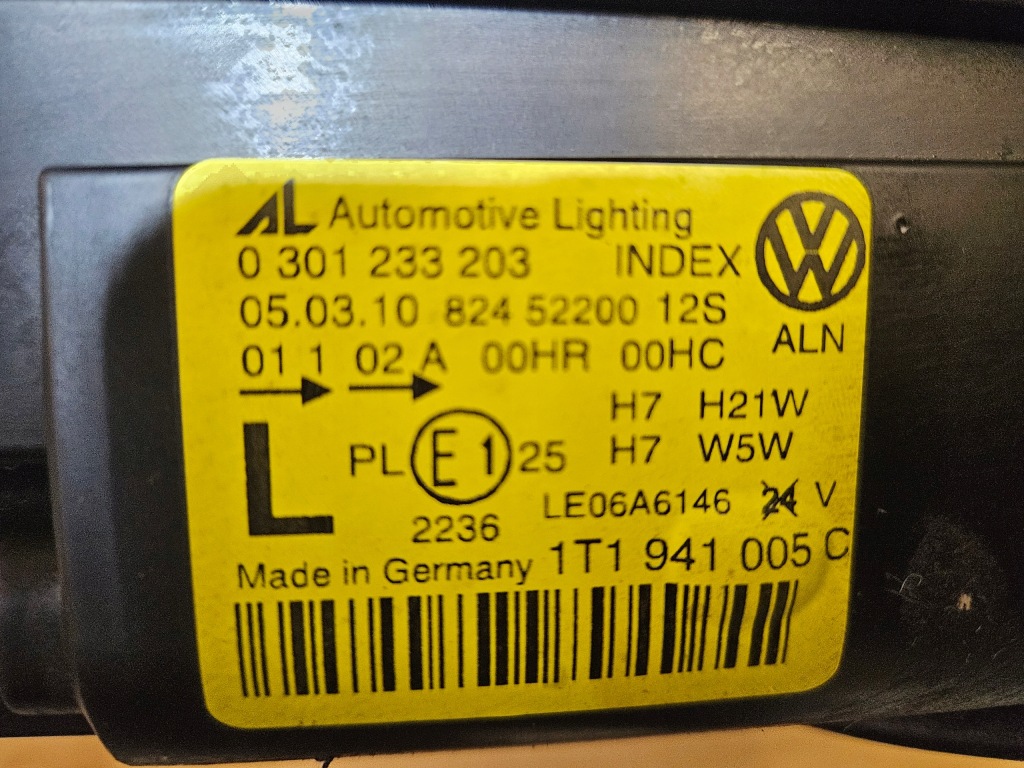 AL Automotive Lighting
0 301 233 203 INDEX
05.03.10 824 52200 12S
ALN
01 1 02 A 00HR 00HC
H7 H21W
L PL E1 25 H7 W5W
LE06A6146 24 V
2236
Made in Germany 1T1 941 005 C